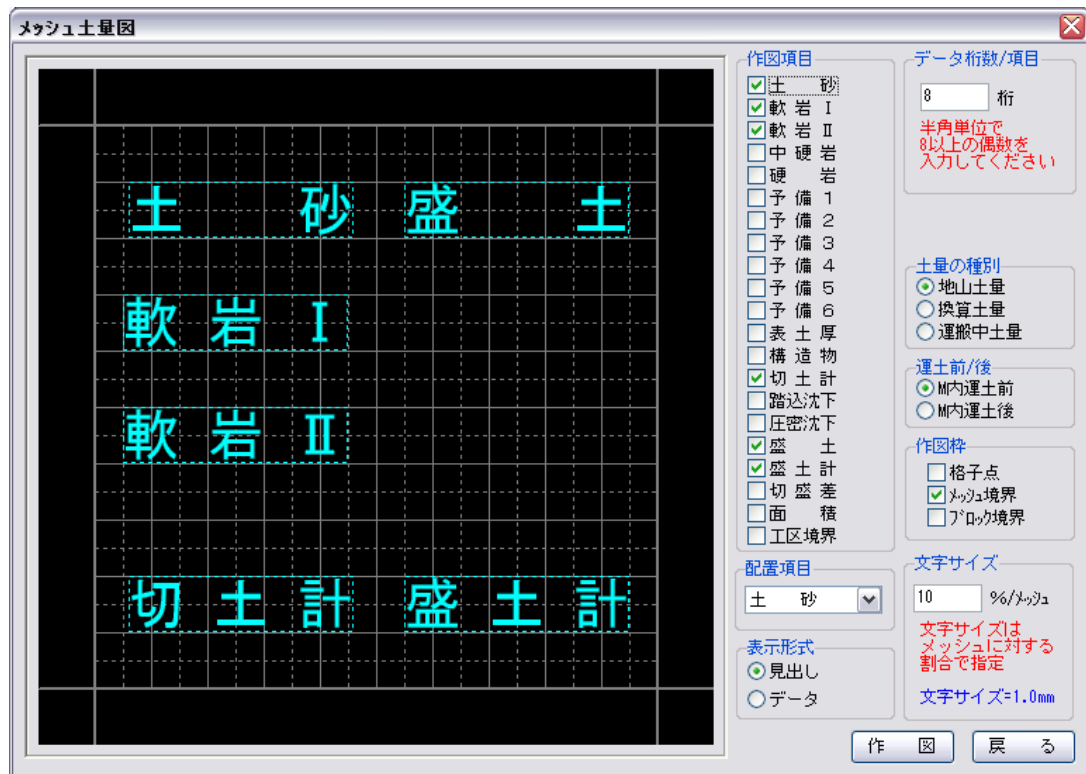 メッシュ土量図
土　　砂 盛　　土
軟 岩 Ⅰ
軟 岩 Ⅱ
切 土 計 盛 土 計
作図項目
土　　砂
軟 岩 Ⅰ
軟 岩 Ⅱ
中 硬 岩
硬　　岩
予 備 1
予 備 2
予 備 3
予 備 4
予 備 5
予 備 6
表 土 厚
構 造 物
切 土 計
踏込沈下
圧密沈下
盛　　土
盛 土 計
切 盛 差
面　　積
工区境界
配置項目
土　　砂
表示形式
見出し
データ
データ桁数/項目
8 桁
半角単位で
8以上の偶数を
入力してください
土量の種別
地山土量
換算土量
運搬中土量
運土前/後
M内運土前
M内運土後
作図枠
格子点
ﾒｯｼｭ境界
ﾌﾞﾛｯｸ境界
文字サイズ
10 %/ﾒｯｼｭ
文字サイズは
メッシュに対する
割合で指定
文字サイズ=1.0mm
作　図 戻　る